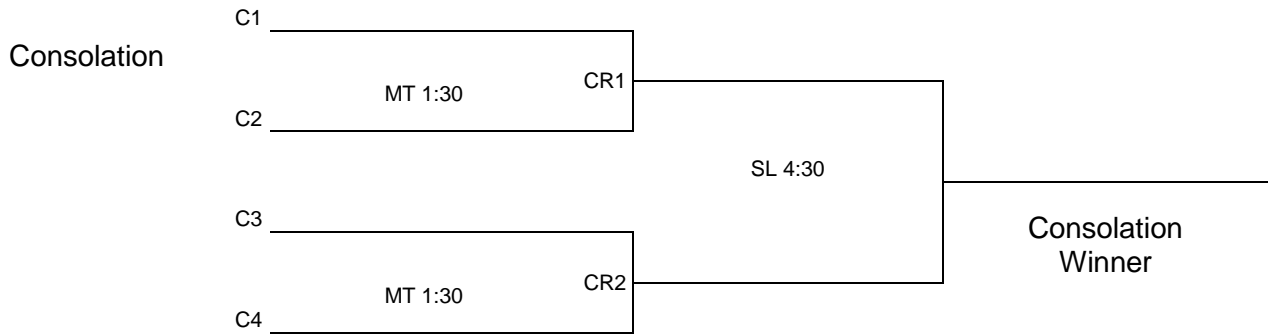 C1
Consolation
MT 1:30
CR1
C2
SL 4:30
C3
Consolation
Winner
MT 1:30
CR2
C4